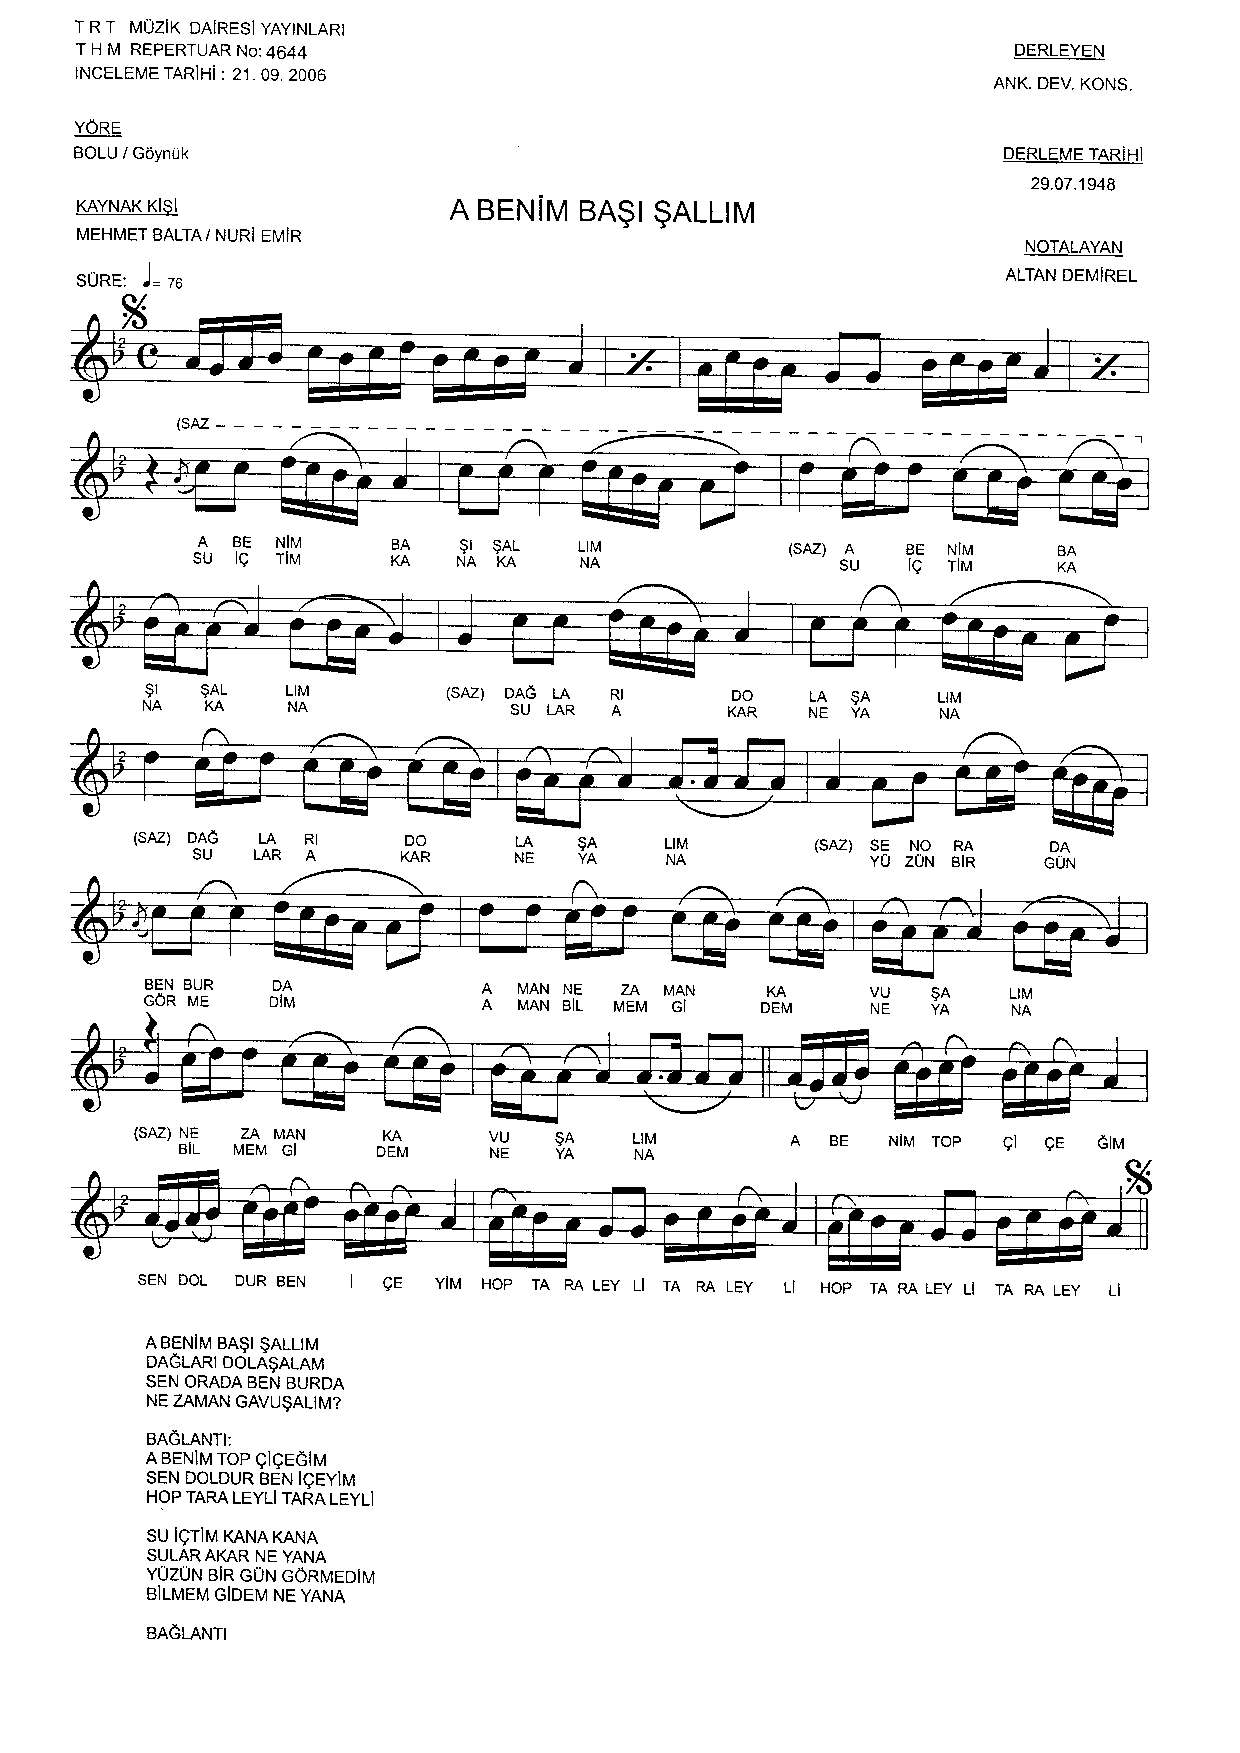 T R T MÜZİK DAİRESİ YAYINLARI
T H M REPERTUAR No: 4644
İNCELEME TARİHİ : 21. 09. 2006
DERLEYEN
ANK. DEV. KONS.
YÖRE
BOLU / Göynük
DERLEME TARİHİ
29.07.1948
KAYNAK KİŞİ
MEHMET BALTA / NURİ EMİR
A BENİM BAŞI ŞALLIM
NOTALAYAN
ALTAN DEMİREL
SÜRE: ♩= 76
(SAZ
A BE NİM BA ŞI ŞAL LIM (SAZ) A BE NİM BA
SU İÇ TİM KA NA KA NA SU İÇ TİM KA
ŞI ŞAL LIM (SAZ) DAĞ LA RI DO LA ŞA LIM
NA KA NA SU LAR A KAR NE YA NA
(SAZ) DAĞ LA RI DO LA ŞA LIM (SAZ) SE NO RA DA
SU LAR A KAR NE YA NA YÜ ZÜN BİR GÜN
BEN BUR DA A MAN NE ZA MAN KA VU ŞA LIM
GÖR ME DİM A MAN BİL MEM Gİ DEM NE YA NA
(SAZ) NE ZA MAN KA VU ŞA LIM A BE NİM TOP Çİ ÇE ĞİM
BİL MEM Gİ DEM NE YA NA
SEN DOL DUR BEN İ ÇE YİM HOP TA RA LEY Lİ TA RA LEY Lİ HOP TA RA LEY Lİ TA RA LEY Lİ
A BENİM BAŞI ŞALLIM
DAĞLARI DOLAŞALAM
SEN ORADA BEN BURDA
NE ZAMAN GAVUŞALIM?
BAĞLANTI:
A BENİM TOP ÇİÇEĞİM
SEN DOLDUR BEN İÇEYİM
HOP TARA LEYLİ TARA LEYLİ
SU İÇTİM KANA KANA
SULAR AKAR NE YANA
YÜZÜN BİR GÜN GÖRMEDİM
BİLMEM GİDEM NE YANA
BAĞLANTI